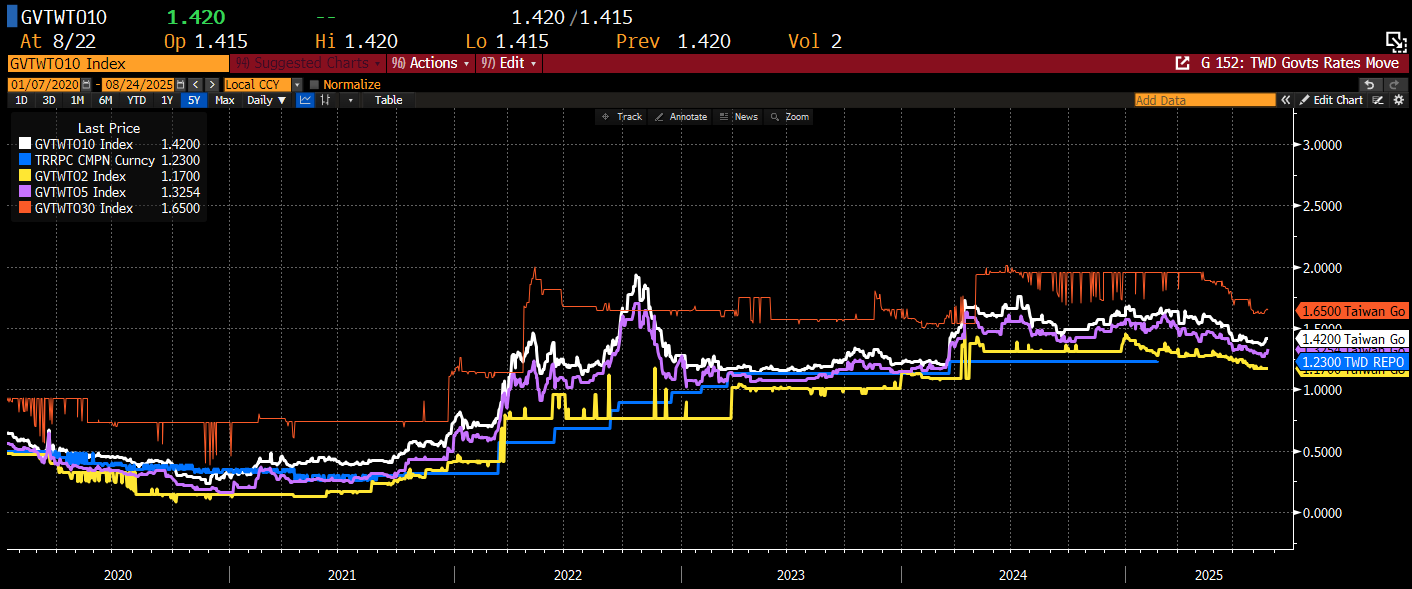 GVTWTO10 1.420 -- 1.420 /1.415
At 8/22 Op 1.415 Hi 1.420 Lo 1.415 Prev 1.420 Vol 2
GVTWTO10 Index 94) Suggested Charts 96) Actions 97) Edit G 152: TWD Govts Rates Move
01/07/2020 - 08/24/2025 Local CCY Normalize
1D 3D 1M 6M YTD 1Y 5Y Max Daily ▼ Table Add Data « Edit Chart
Track Annotate News Zoom
Last Price
GVTWTO10 Index 1.4200
TRRPC CMPN Curncy 1.2300
GVTWTO2 Index 1.1700
GVTWTO5 Index 1.3254
GVTWTO30 Index 1.6500
3.0000
2.5000
2.0000
1.6500 Taiwan Go
1.5000
1.4200 Taiwan Go
1.2300 TWD REPO
1.0000
0.5000
0.0000
2020 2021 2022 2023 2024 2025